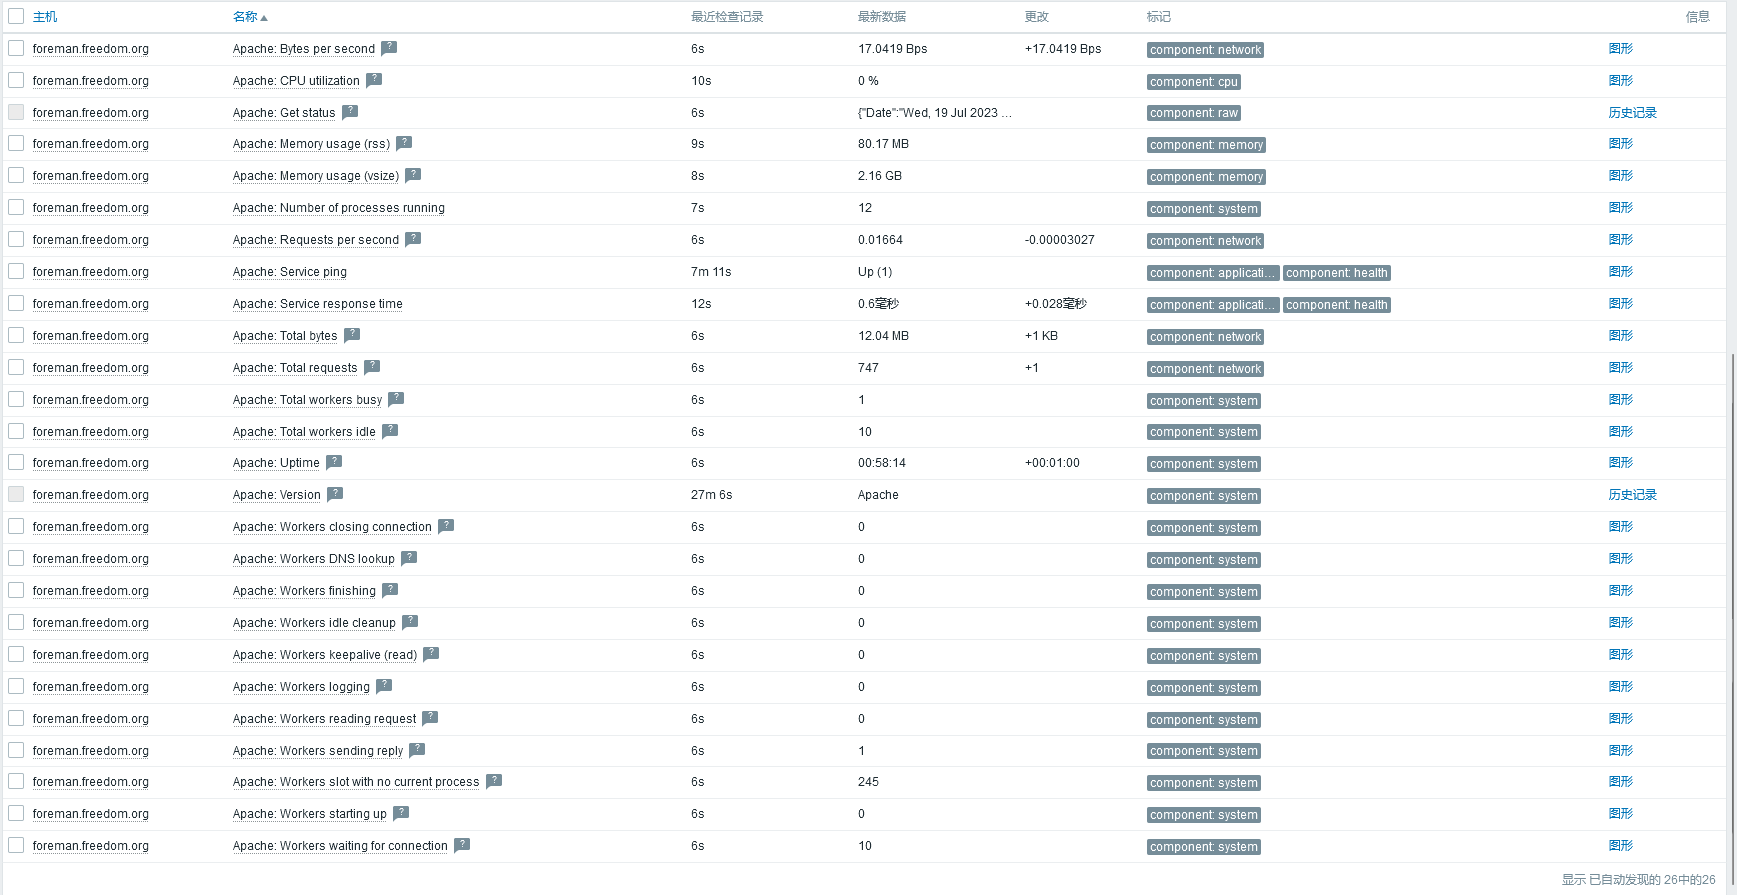 主机 名称 最近检查记录 最新数据 更改 标记 信息
foreman.freedom.org Apache: Bytes per second ? 6s 17.0419 Bps +17.0419 Bps component: network 图形
foreman.freedom.org Apache: CPU utilization ? 10s 0 % component: cpu 图形
foreman.freedom.org Apache: Get status ? 6s {"Date":"Wed, 19 Jul 2023 ... component: raw 历史记录
foreman.freedom.org Apache: Memory usage (rss) ? 9s 80.17 MB component: memory 图形
foreman.freedom.org Apache: Memory usage (vsize) ? 8s 2.16 GB component: memory 图形
foreman.freedom.org Apache: Number of processes running 7s 12 component: system 图形
foreman.freedom.org Apache: Requests per second ? 6s 0.01664 -0.00003027 component: network 图形
foreman.freedom.org Apache: Service ping 7m 11s Up (1) component: applicati... component: health 图形
foreman.freedom.org Apache: Service response time 12s 0.6毫秒 +0.028毫秒 component: applicati... component: health 图形
foreman.freedom.org Apache: Total bytes ? 6s 12.04 MB +1 KB component: network 图形
foreman.freedom.org Apache: Total requests ? 6s 747 +1 component: network 图形
foreman.freedom.org Apache: Total workers busy ? 6s 1 component: system 图形
foreman.freedom.org Apache: Total workers idle ? 6s 10 component: system 图形
foreman.freedom.org Apache: Uptime ? 6s 00:58:14 +00:01:00 component: system 图形
foreman.freedom.org Apache: Version ? 27m 6s Apache component: system 历史记录
foreman.freedom.org Apache: Workers closing connection ? 6s 0 component: system 图形
foreman.freedom.org Apache: Workers DNS lookup ? 6s 0 component: system 图形
foreman.freedom.org Apache: Workers finishing ? 6s 0 component: system 图形
foreman.freedom.org Apache: Workers idle cleanup ? 6s 0 component: system 图形
foreman.freedom.org Apache: Workers keepalive (read) ? 6s 0 component: system 图形
foreman.freedom.org Apache: Workers logging ? 6s 0 component: system 图形
foreman.freedom.org Apache: Workers reading request ? 6s 0 component: system 图形
foreman.freedom.org Apache: Workers sending reply ? 6s 1 component: system 图形
foreman.freedom.org Apache: Workers slot with no current process ? 6s 245 component: system 图形
foreman.freedom.org Apache: Workers starting up ? 6s 0 component: system 图形
foreman.freedom.org Apache: Workers waiting for connection ? 6s 10 component: system 图形
显示 已自动发现的 26中的26